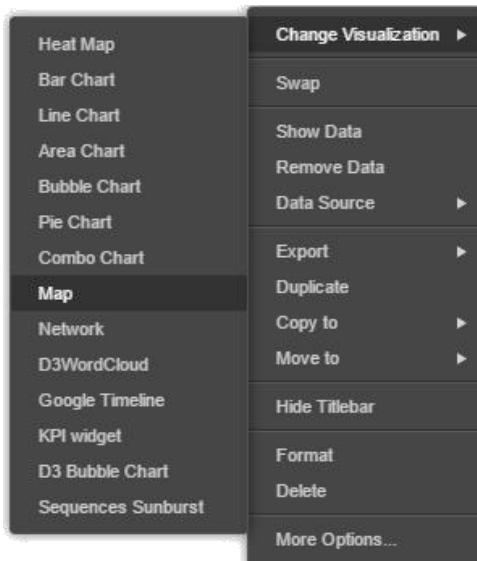 Heat Map
Bar Chart
Line Chart
Area Chart
Bubble Chart
Pie Chart
Combo Chart
Map
Network
D3WordCloud
Google Timeline
KPI widget
D3 Bubble Chart
Sequences Sunburst
Change Visualization
Swap
Show Data
Remove Data
Data Source
Export
Duplicate
Copy to
Move to
Hide Titlebar
Format
Delete
More Options...